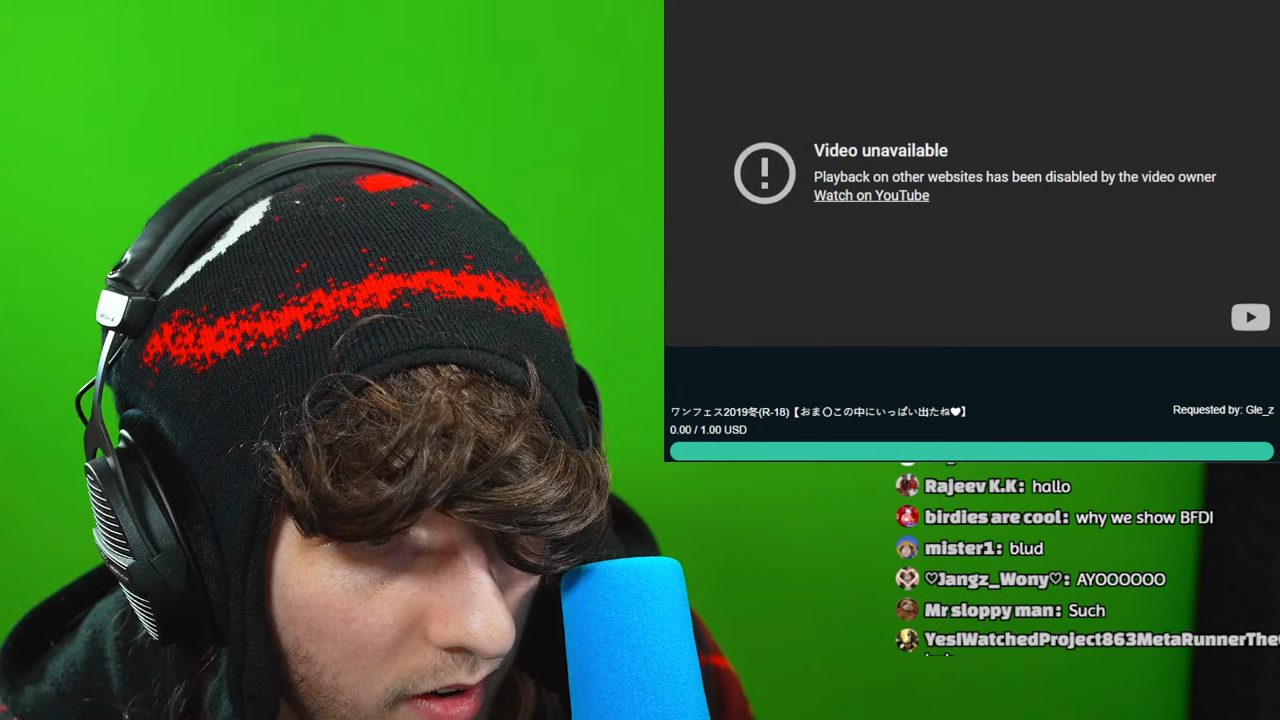 Video unavailable
Playback on other websites has been disabled by the video owner
Watch on YouTube
ワンフェス2019冬(R-18)【おま〇この中にいっぱい出たね♥】
Requested by: Gle_z
0.00 / 1.00 USD
Rajeev K.K: hallo
birdies are cool: why we show BFDI
mister1: blud
♡Jangz_Wony♡: AYOOOOOO
Mr sloppy man: Such
YesIWatchedProject863MetaRunnerThe